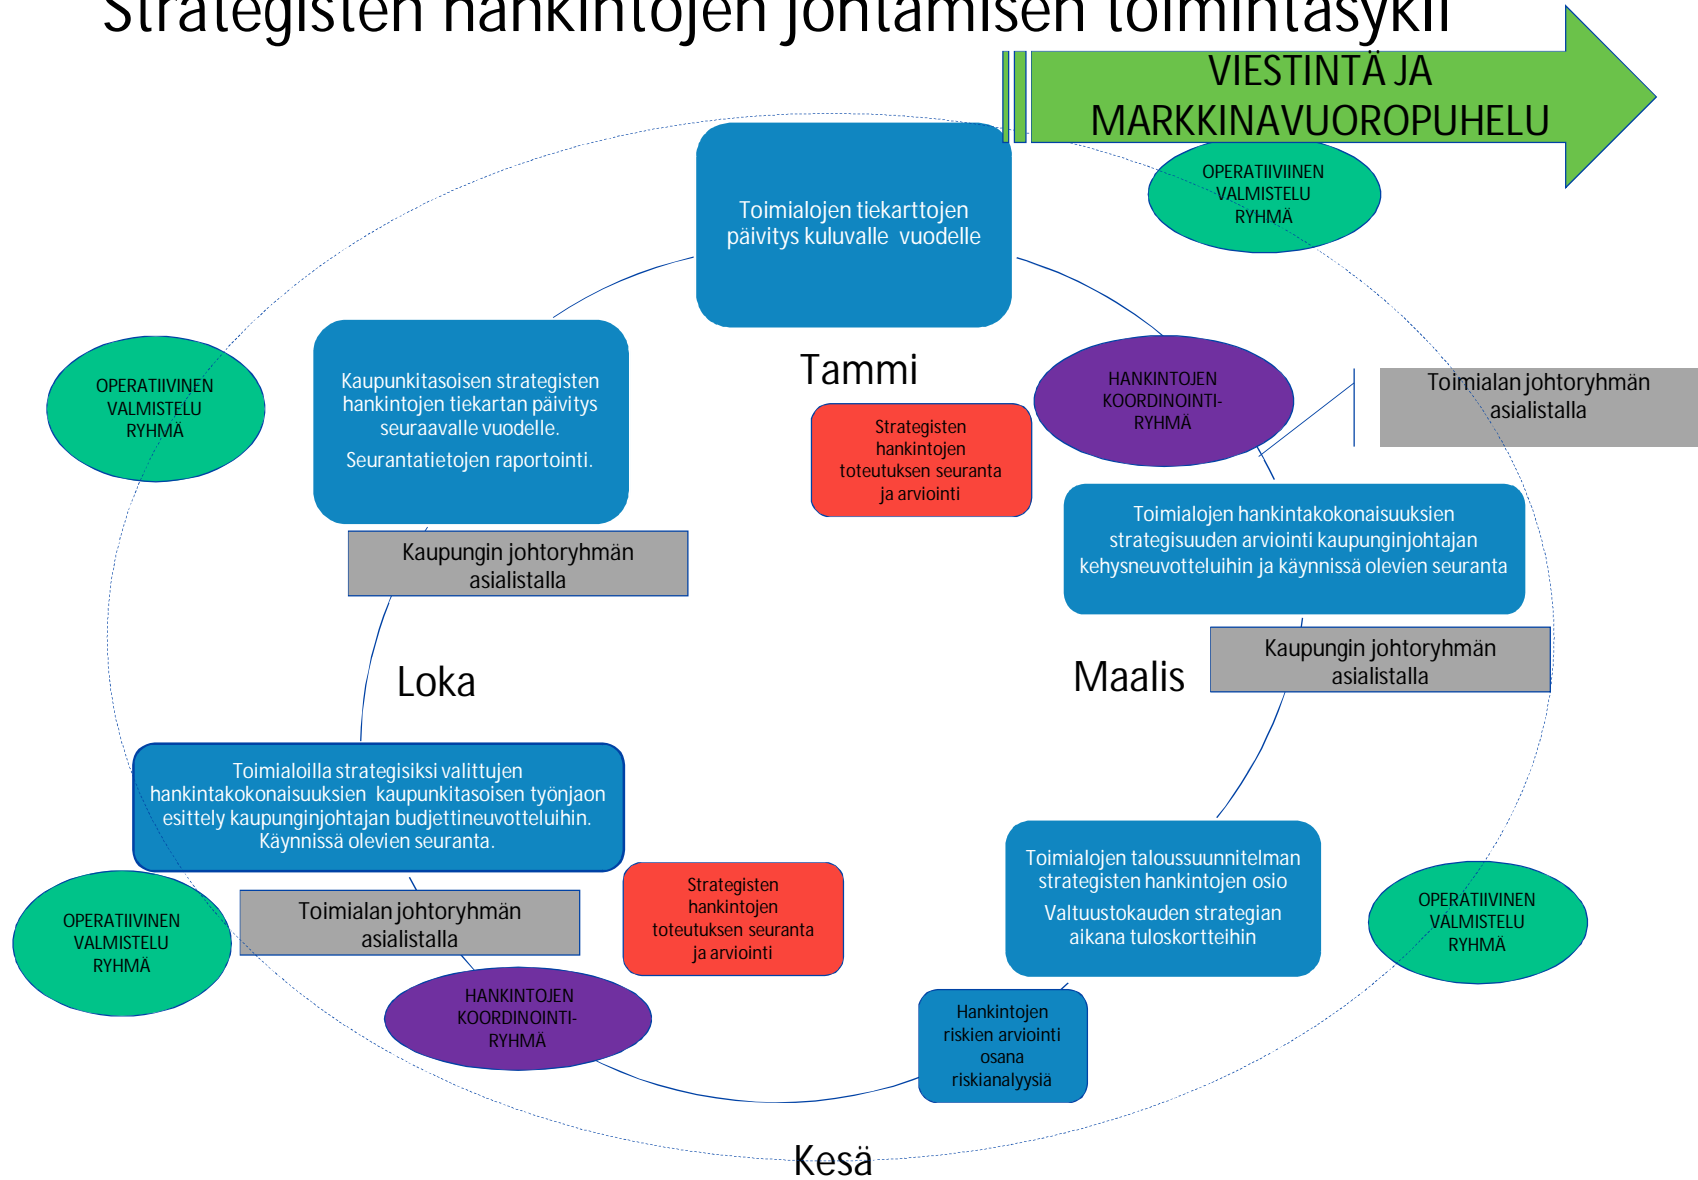 Strategisten hankintojen johtamisen toimintasykli
VIESTINTÄ JA
MARKKINAVUOROPUHELU
OPERATIIVIINEN
VALMISTELU
RYHMÄ
Toimialojen tiekarttojen
päivitys kuluvalle vuodelle
Tammi
Kaupunkitasoisen strategisten
hankintojen tiekartan päivitys
seuraavalle vuodelle.
Seurantatietojen raportointi.
OPERATIIVINEN
VALMISTELU
RYHMÄ
HANKINTOJEN
KOORDINOINTI-
RYHMÄ
Toimialan johtoryhmän
asialistalla
Strategisten
hankintojen
toteutuksen seuranta
ja arviointi
Toimialojen hankintakokonaisuuksien
strategisuuden arviointi kaupunginjohtajan
kehysneuvotteluihin ja käynnissä olevien seuranta
Kaupungin johtoryhmän
asialistalla
Kaupungin johtoryhmän
asialistalla
Loka
Maalis
Toimialoilla strategisiksi valittujen
hankintakokonaisuuksien kaupunkitasoisen työnjaon
esittely kaupunginjohtajan budjettineuvotteluihin.
Käynnissä olevien seuranta.
Toimialojen taloussuunnitelman
strategisten hankintojen osio
Valtuustokauden strategian
aikana tuloskortteihin
OPERATIIVINEN
VALMISTELU
RYHMÄ
Toimialan johtoryhmän
asialistalla
Strategisten
hankintojen
toteutuksen seuranta
ja arviointi
OPERATIIVINEN
VALMISTELU
RYHMÄ
HANKINTOJEN
KOORDINOINTI-
RYHMÄ
Hankintojen
riskien arviointi
osana
riskianalyysiä
Kesä